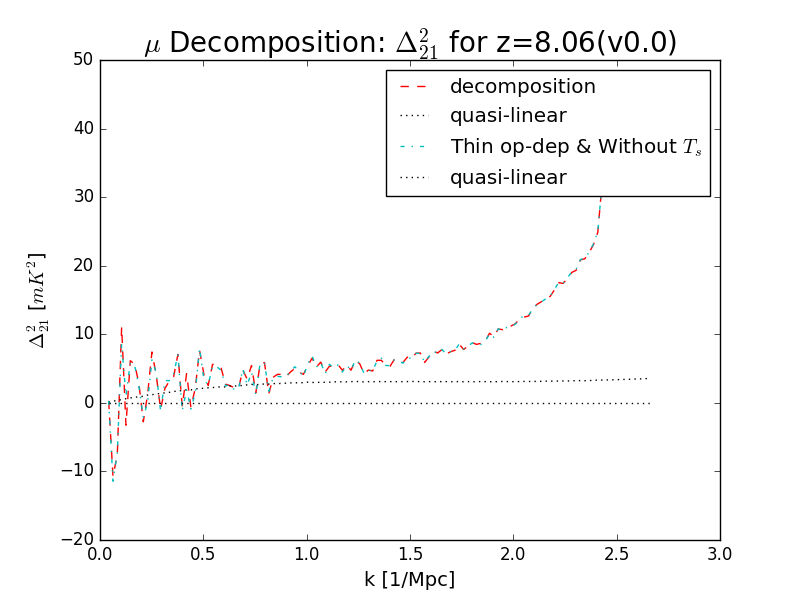 μ Decomposition: Δ²₂₁ for z=8.06(v0.0)
decomposition
quasi-linear
Thin op-dep & Without Tₛ
quasi-linear
50
40
30
20
10
0
−10
−20
Δ²₂₁ [mK²]
0.0 0.5 1.0 1.5 2.0 2.5 3.0
k [1/Mpc]